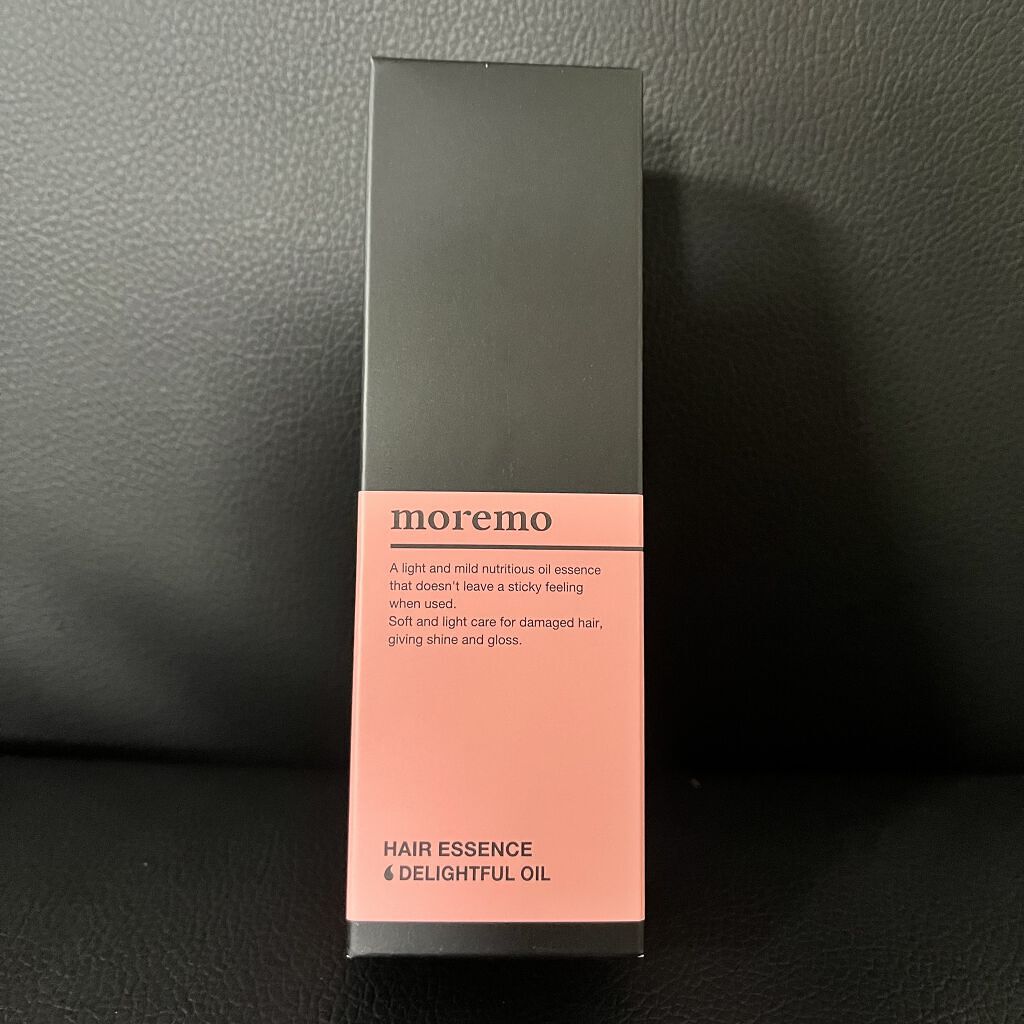 moremo
A light and mild nutritious oil essence
that doesn't leave a sticky feeling
when used.
Soft and light care for damaged hair,
giving shine and gloss.
HAIR ESSENCE
DELIGHTFUL OIL